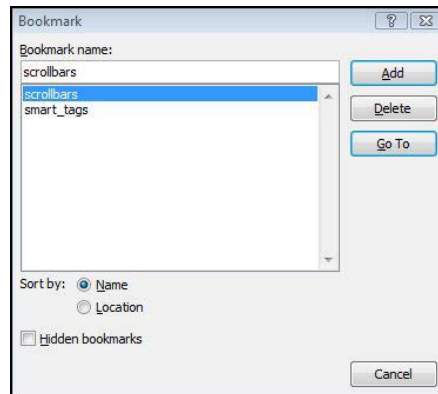 Bookmark
Bookmark name:
scrollbars
Add
scrollbars
smart_tags
Delete
Go To
Sort by: Name
Location
Hidden bookmarks
Cancel